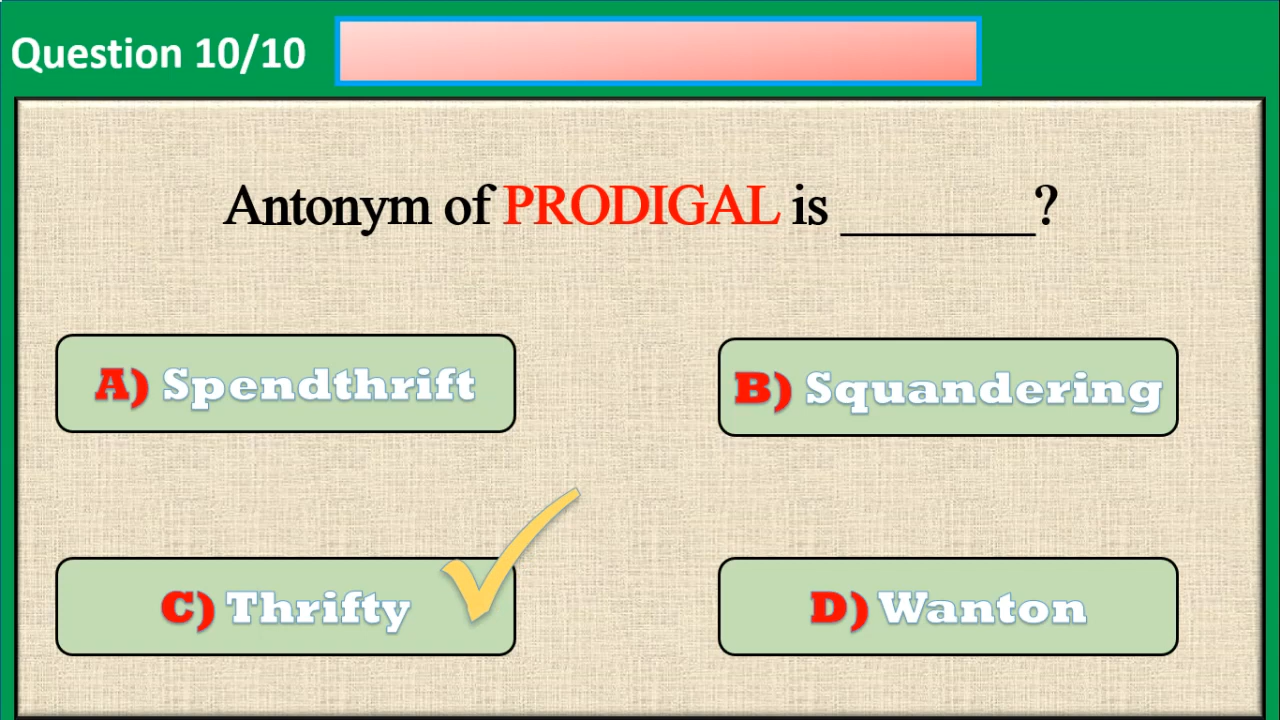 Question 10/10
Antonym of PRODIGAL is ________?
A) Spendthrift
B) Squandering
C) Thrifty
D) Wanton